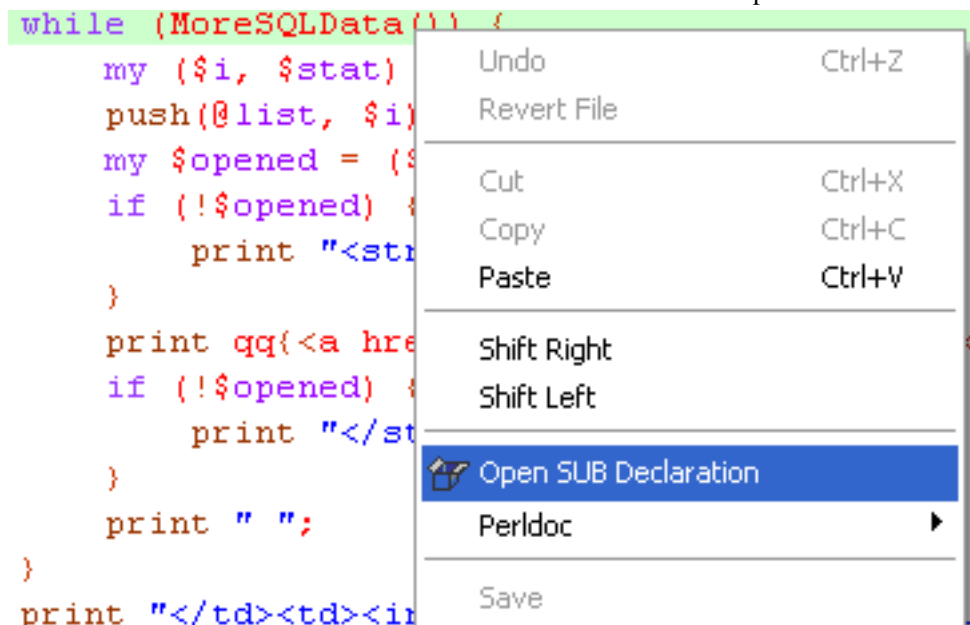 while (MoreSQLData()) {
my ($i, $stat)
push(@list, $i)
my $opened = ($
if (!$opened) {
print "<str
}
print qq{<a hre
if (!$opened) {
print "</st
}
print " ";
}
print "</td><td><in
Undo Ctrl+Z
Revert File
Cut Ctrl+X
Copy Ctrl+C
Paste Ctrl+V
Shift Right
Shift Left
Open SUB Declaration
Perldoc
Save